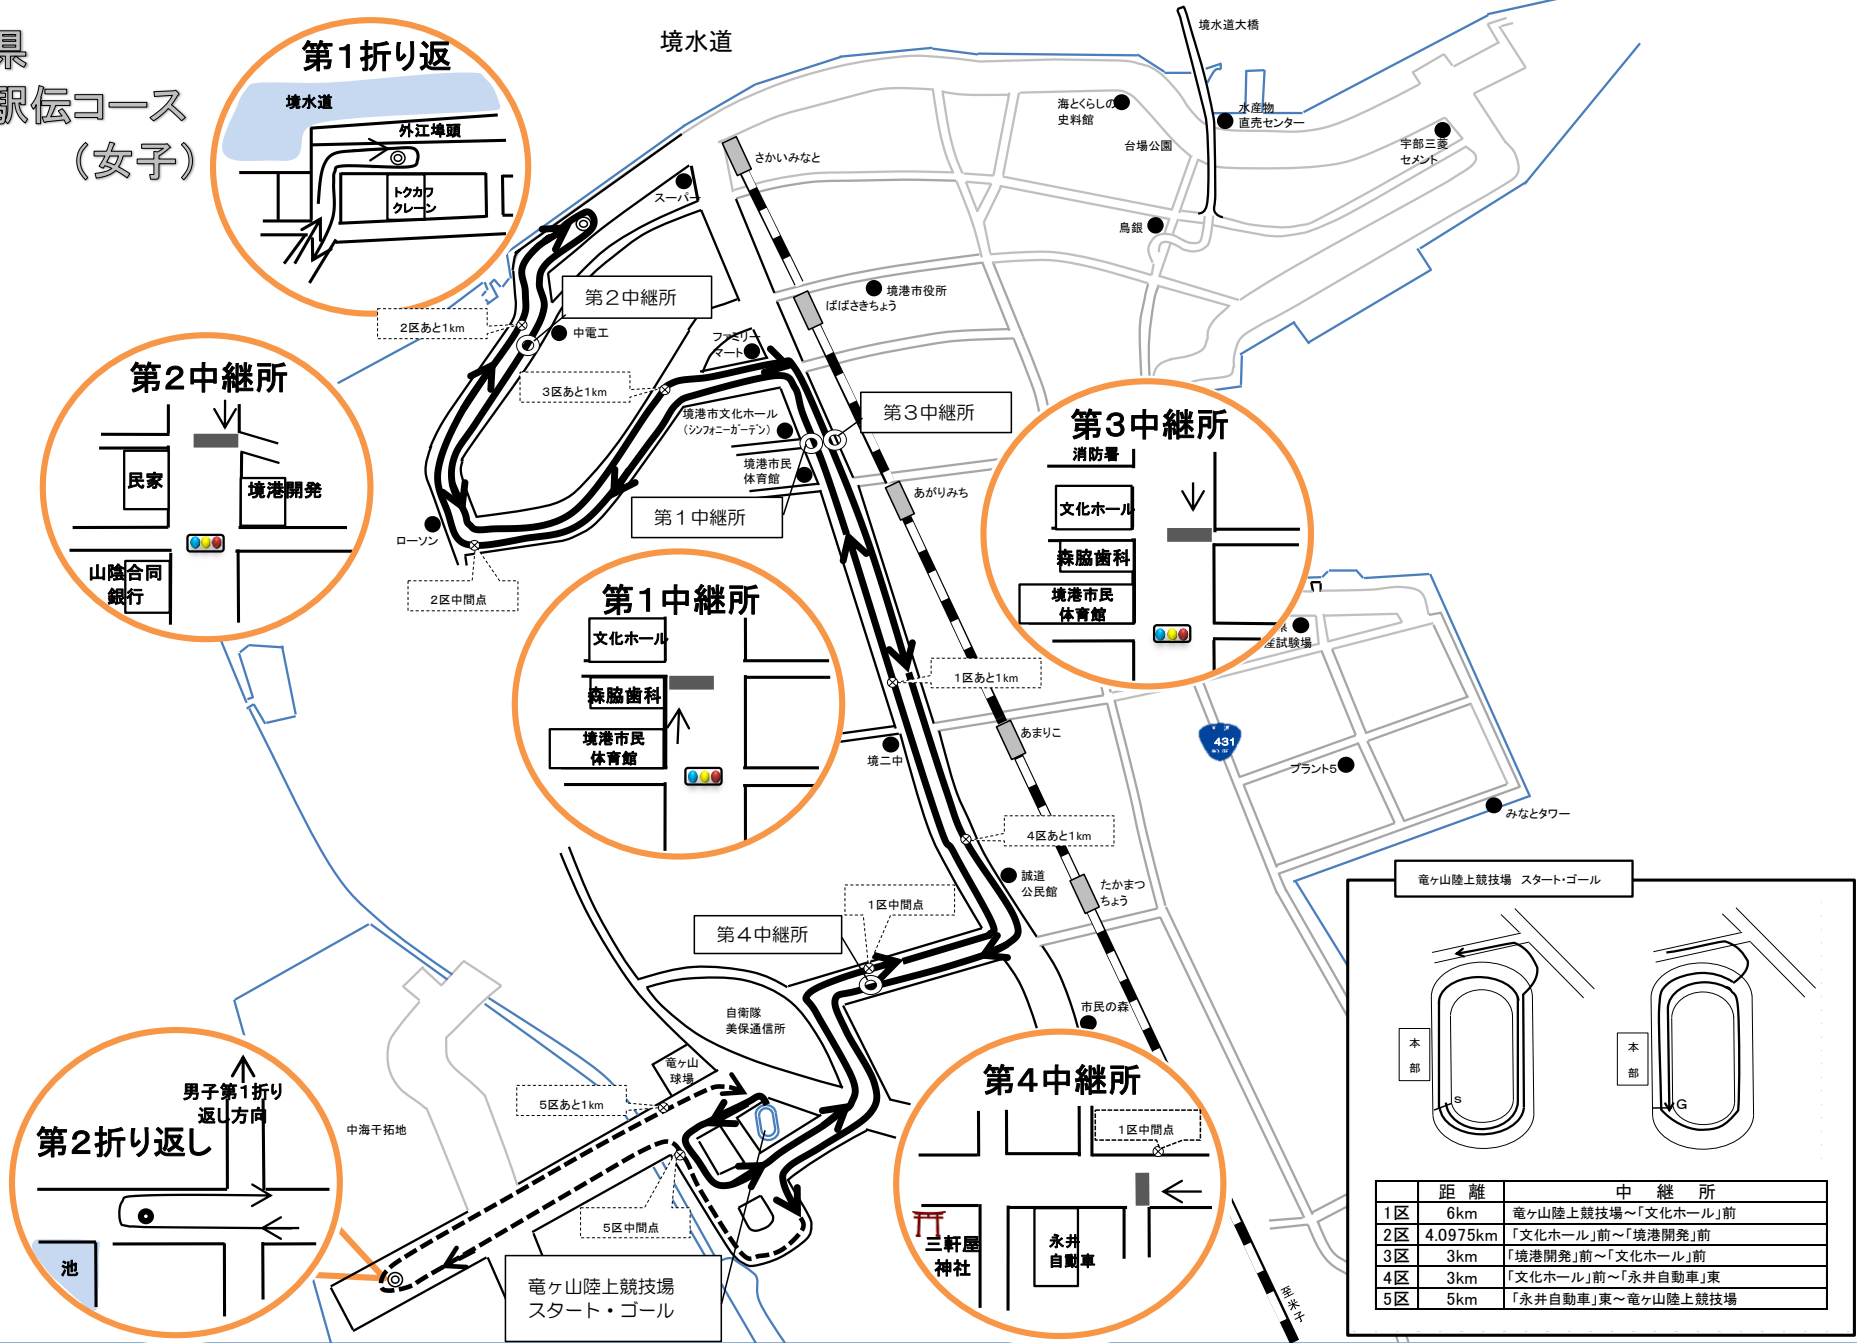 県
駅伝コース
（女子）
第1折り返
境水道
外江埠頭
トクカワ
クレーン
境水道
境水道大橋
海とくらしの
史料館
水産物
直売センター
台場公園
宇部三菱
セメント
さかいみなと
スーパー
鳥銀
境港市役所
ばばさきちょう
第２中継所
2区あと1km
中電工
ファミリー
マート
3区あと1km
第３中継所
境港市文化ホール
（シンフォニーガーデン）
境港市民
体育館
あがりみち
第１中継所
ローソン
2区中間点
第2中継所
民家
境港開発
山陰合同
銀行
第3中継所
消防署
文化ホール
森脇歯科
境港市民
体育館
産試験場
第1中継所
文化ホール
森脇歯科
境港市民
体育館
1区あと1km
境二中
あまりこ
431
プラント5
みなとタワー
4区あと1km
誠道
公民館
たかまつ
ちょう
1区中間点
第４中継所
市民の森
自衛隊
美保通信所
竜ヶ山
球場
5区あと1km
中海干拓地
5区中間点
竜ヶ山陸上競技場
スタート・ゴール
第2折り返し
男子第1折り
返し方向
池
第4中継所
1区中間点
三軒屋
神社
永井
自動車
至米子
竜ヶ山陸上競技場　スタート・ゴール
本部
S
本部
G
距離　中継所
1区　6km　竜ヶ山陸上競技場～「文化ホール」前
2区　4.0975km　「文化ホール」前～「境港開発」前
3区　3km　「境港開発」前～「文化ホール」前
4区　3km　「文化ホール」前～「永井自動車」東
5区　5km　「永井自動車」東～竜ヶ山陸上競技場